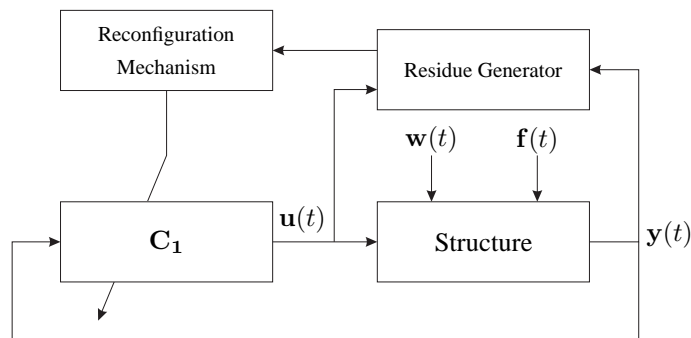 Reconfiguration
Mechanism
Residue Generator
w(t)
f(t)
C₁
u(t)
Structure
y(t)